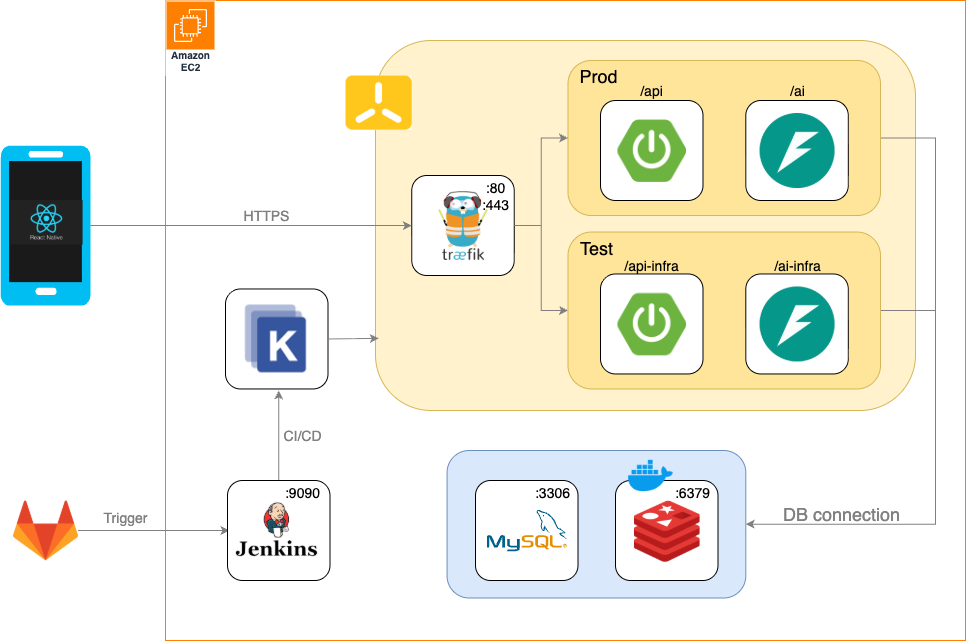 Amazon
EC2
Prod
/api
/ai
:80
:443
træfik
HTTPS
React Native
Test
/api-infra
/ai-infra
K
CI/CD
:9090
Jenkins
Trigger
:3306
MySQL®
:6379
DB connection